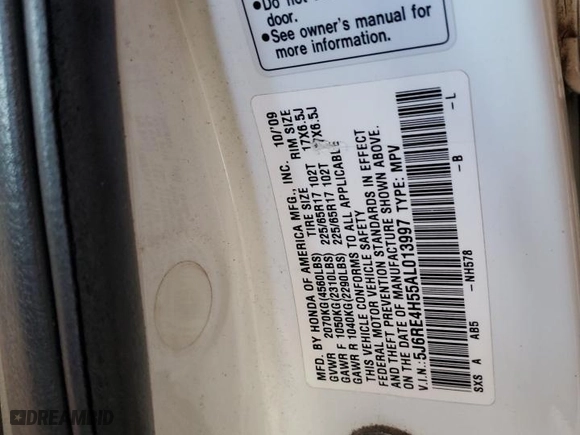 ●Do not
door.
●See owner's manual for
more information.
MFD. BY HONDA OF AMERICA MFG., INC. 10/'09
TIRE SIZE RIM SIZE
GVWR 2070KG(4560LBS)
GAWR F 1050KG(2310LBS) 225/65R17 102T 17X6.5J
GAWR R 1040KG(2290LBS) 225/65R17 102T 17X6.5J
THIS VEHICLE CONFORMS TO ALL APPLICABLE
FEDERAL MOTOR VEHICLE SAFETY
AND THEFT PREVENTION STANDARDS IN EFFECT
ON THE DATE OF MANUFACTURE SHOWN ABOVE.
V.I.N.:5J6RE4H55AL013997 TYPE: MPV
SXS A AB5 -NH578 -B -L
DREAMBID